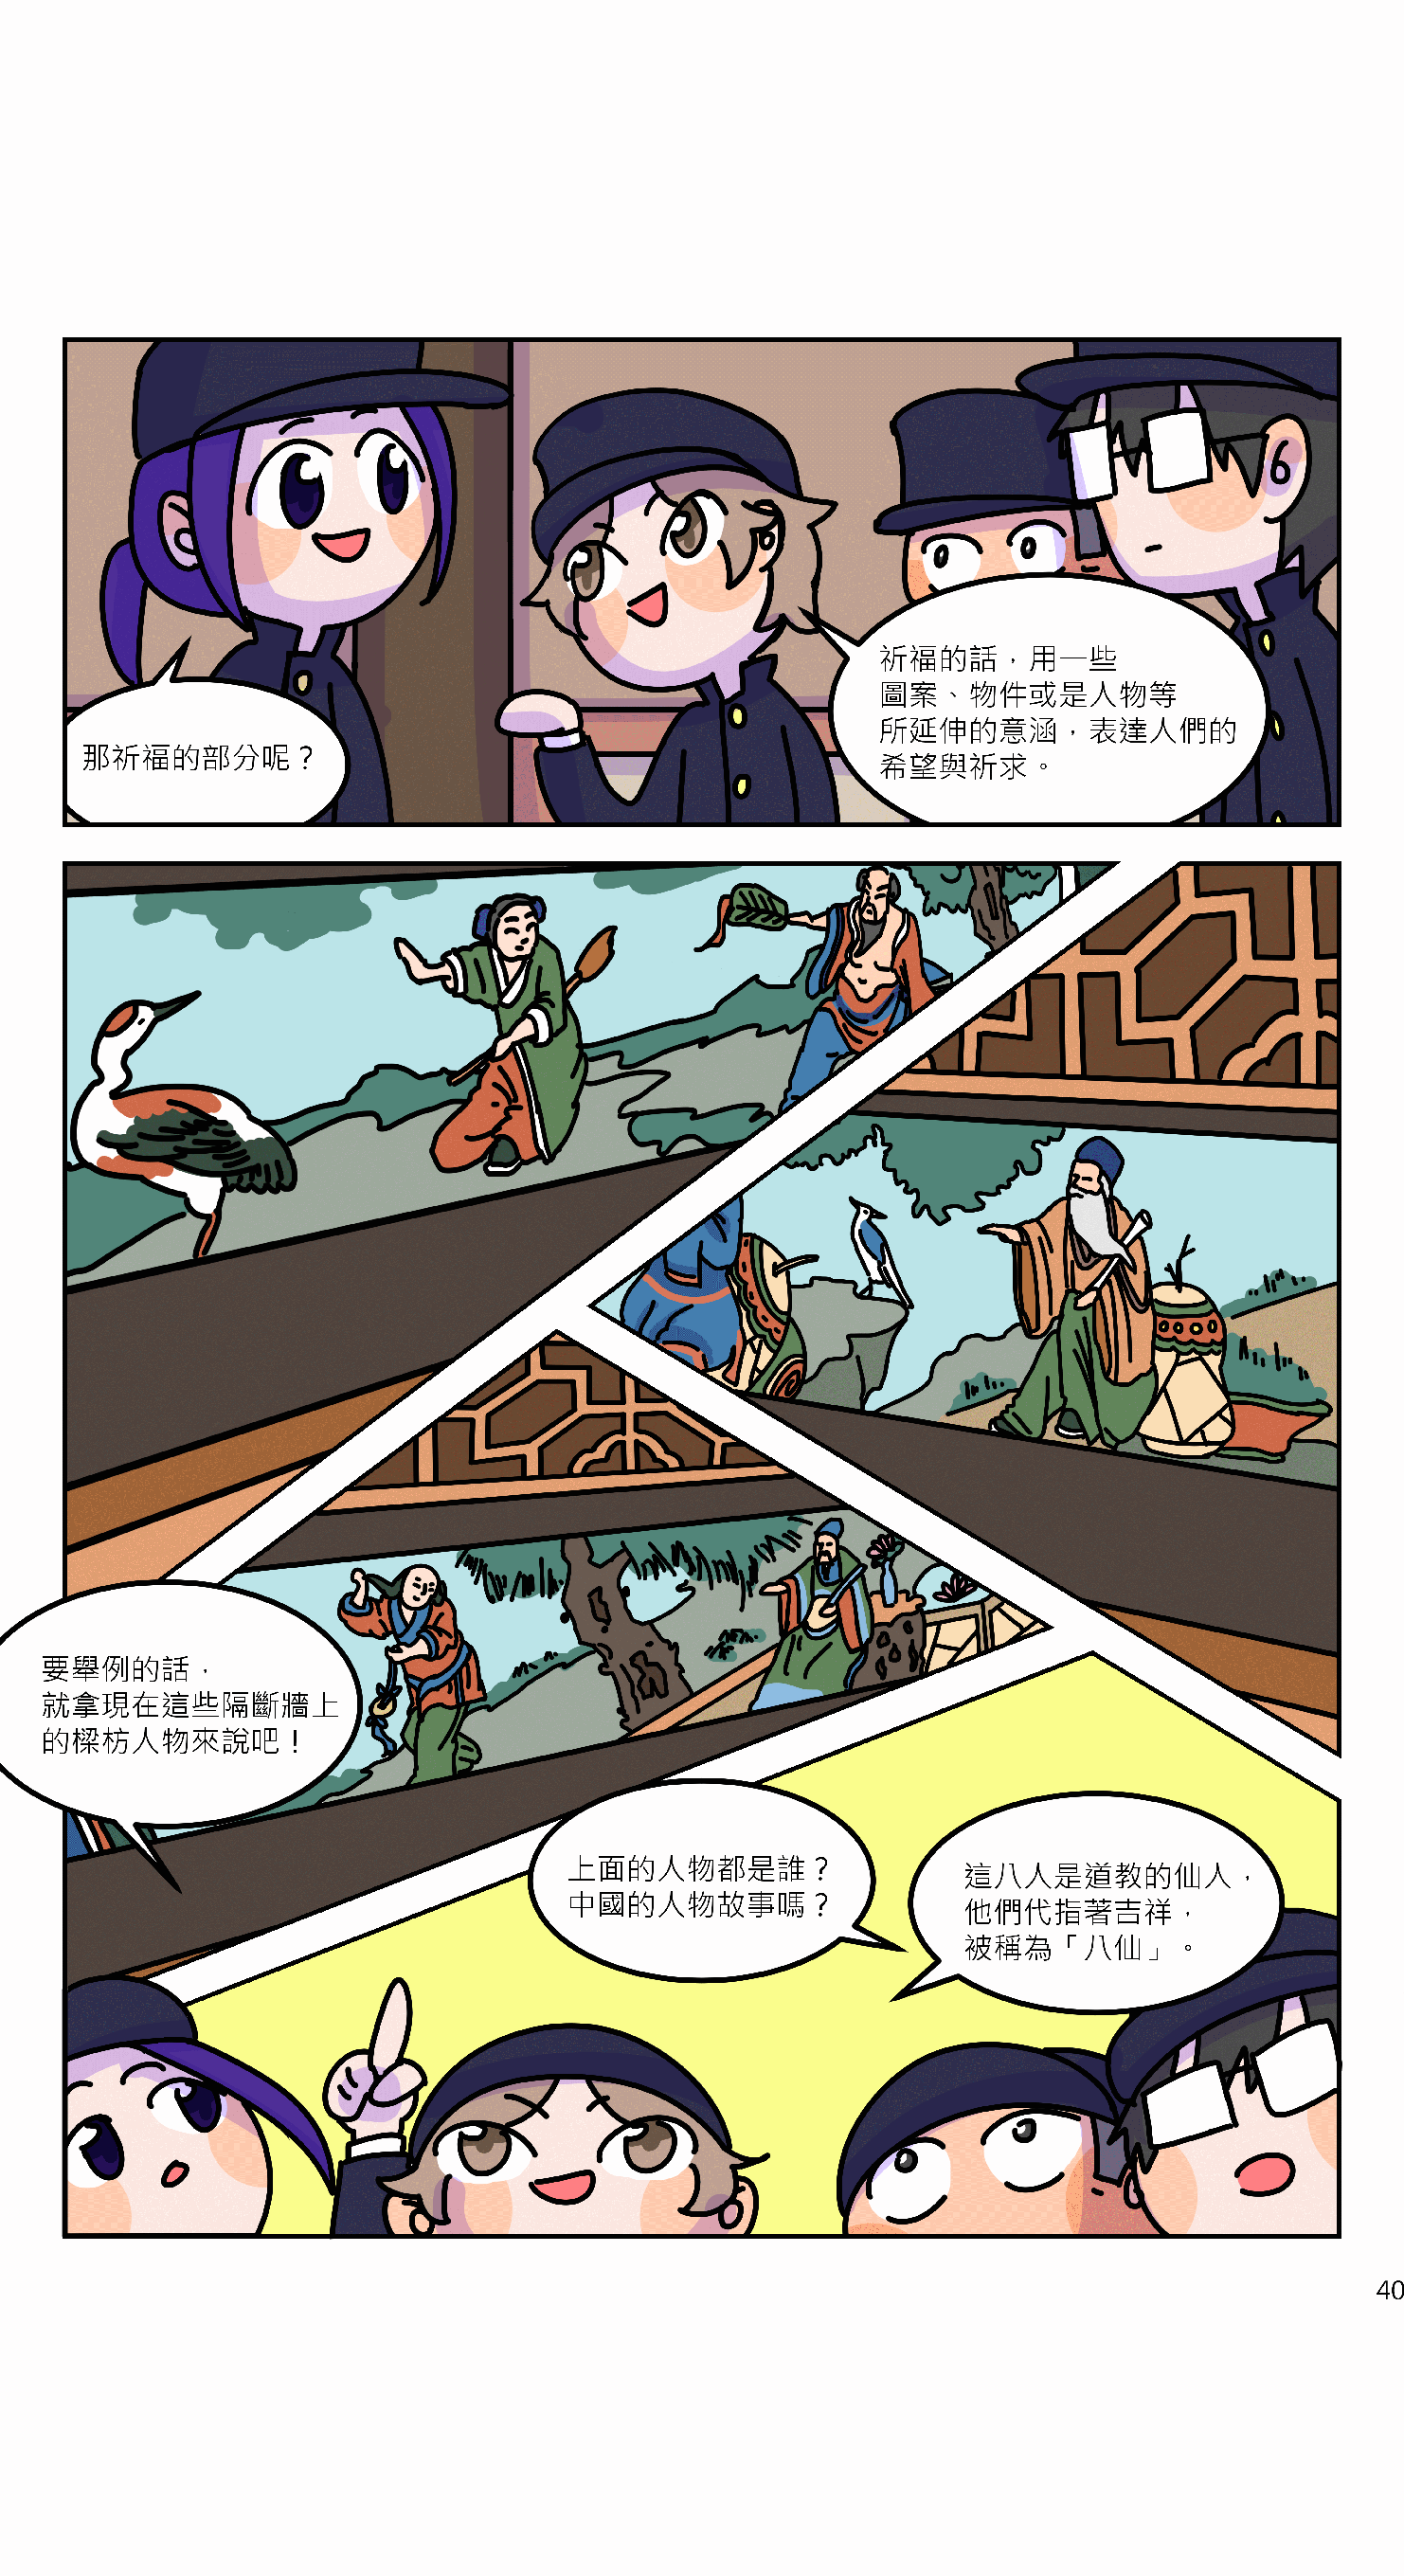 那祈福的部分呢？
祈福的話，用一些
圖案、物件或是人物等
所延伸的意涵，表達人們的
希望與祈求。
要舉例的話，
就拿現在這些隔斷牆上
的樑枋人物來說吧！
上面的人物都是誰？
中國的人物故事嗎？
這八人是道教的仙人，
他們代指著吉祥，
被稱為「八仙」。
40